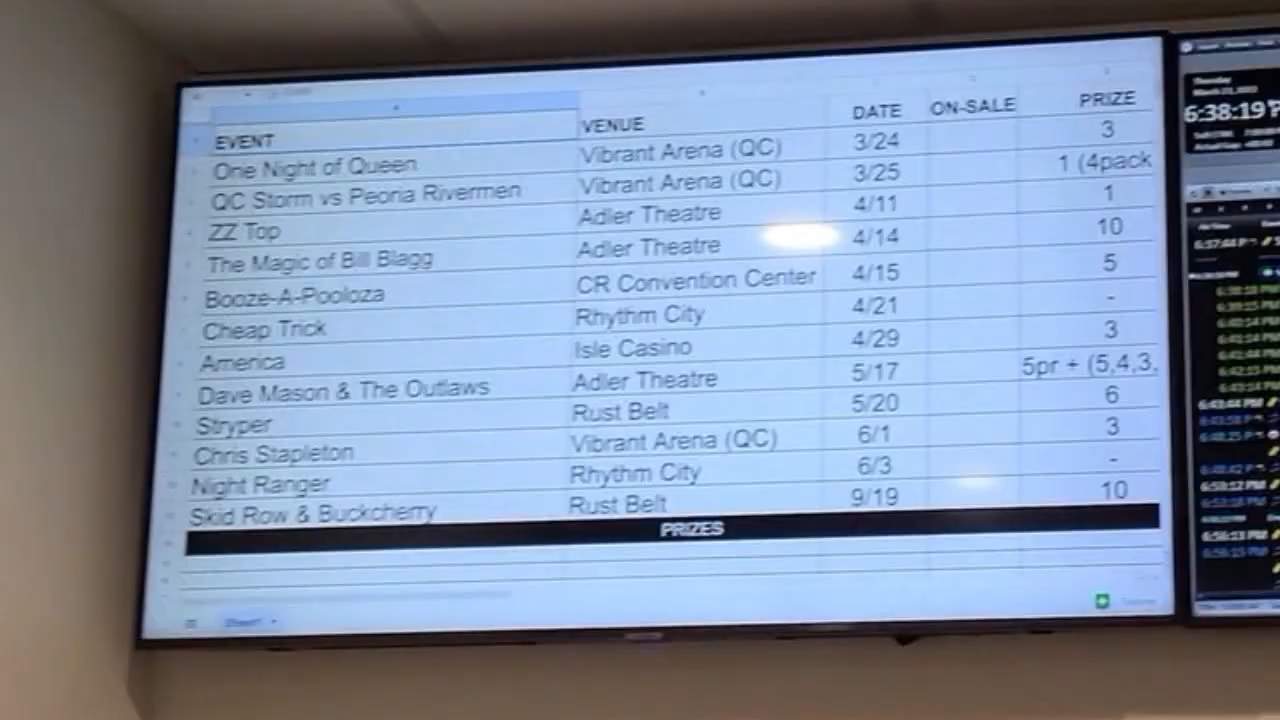 EVENT VENUE DATE ON-SALE PRIZE
One Night of Queen Vibrant Arena (QC) 3/24 3
QC Storm vs Peoria Rivermen Vibrant Arena (QC) 3/25 1 (4pack
ZZ Top Adler Theatre 4/11 1
The Magic of Bill Blagg Adler Theatre 4/14 10
Booze-A-Pooloza CR Convention Center 4/15 5
Cheap Trick Rhythm City 4/21 -
America Isle Casino 4/29 3
Dave Mason & The Outlaws Adler Theatre 5/17 5pr + (5,4,3,
Stryper Rust Belt 5/20 6
Chris Stapleton Vibrant Arena (QC) 6/1 3
Night Ranger Rhythm City 6/3 -
Skid Row & Buckcherry Rust Belt 9/19 10
PRIZES
Sheet1
Thursday
6:38:19